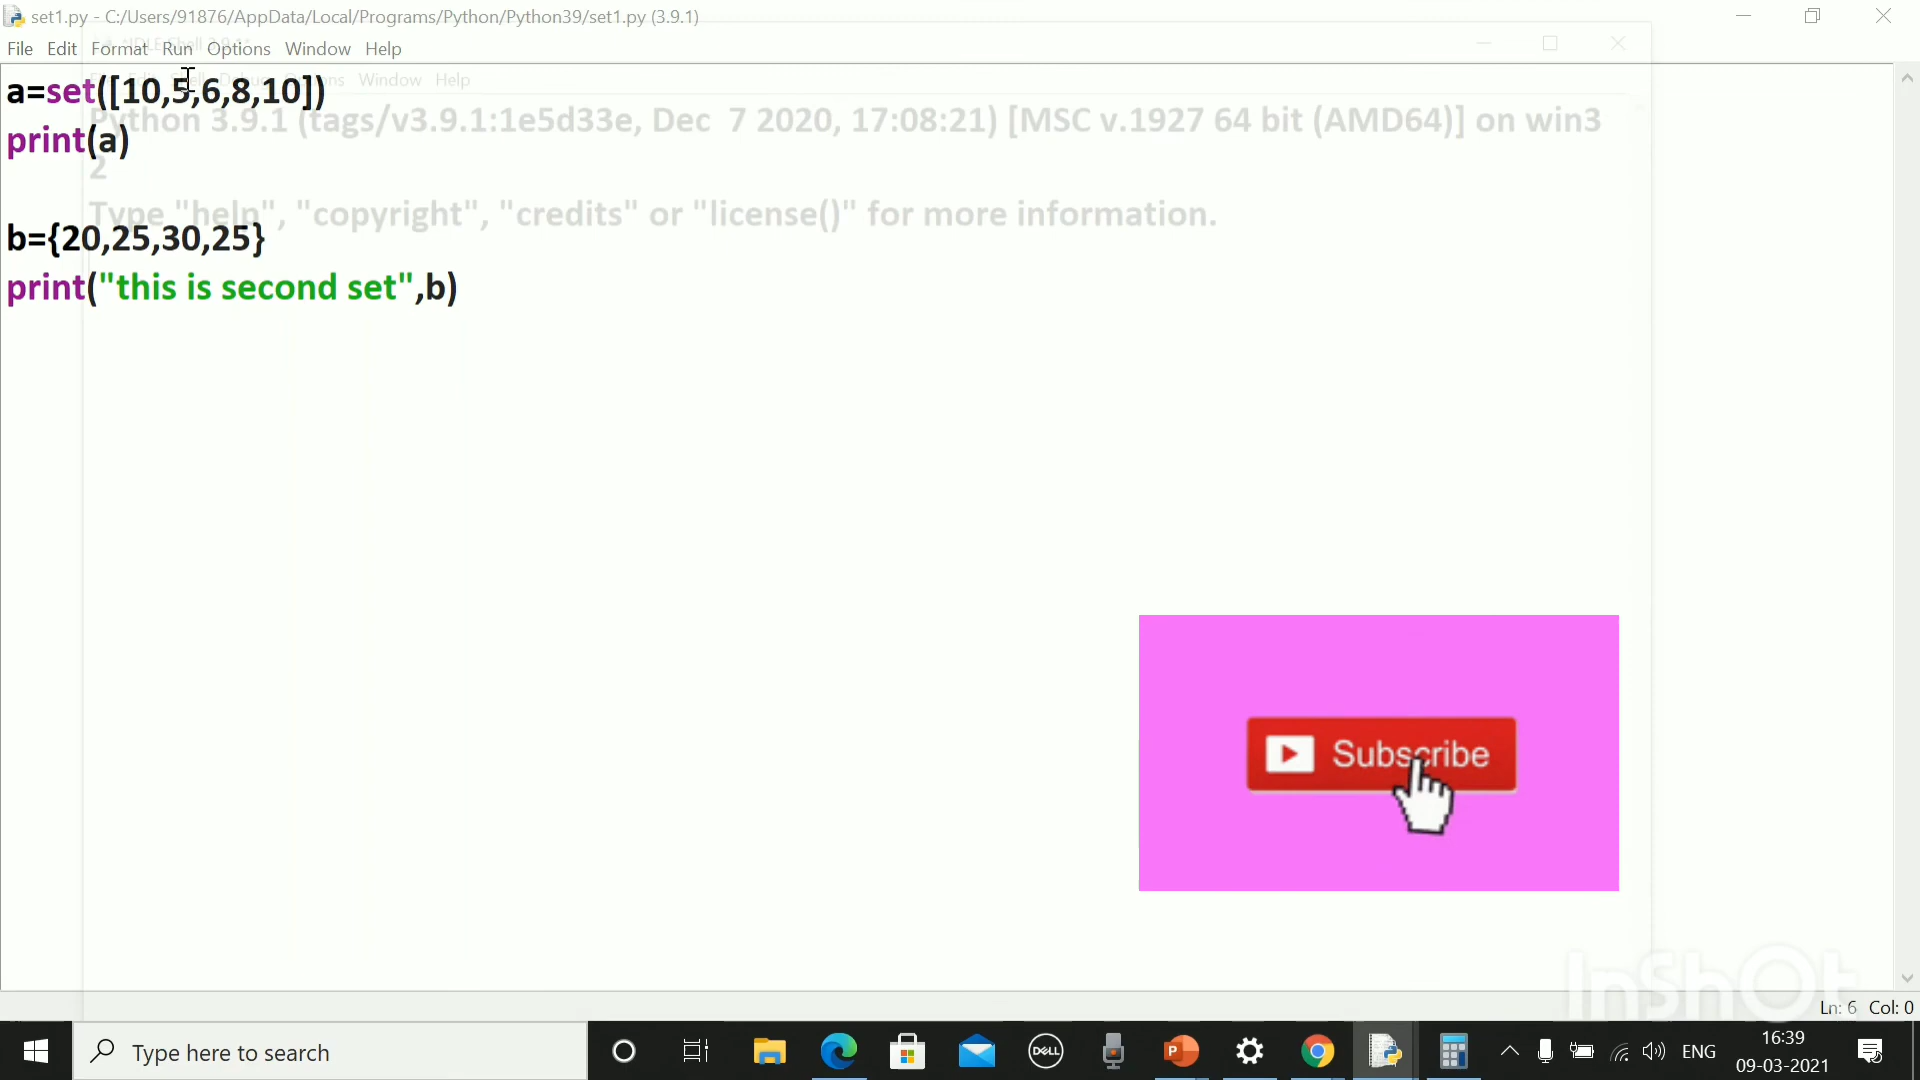 set1.py - C:/Users/91876/AppData/Local/Programs/Python/Python39/set1.py (3.9.1)
File Edit Format Run Options Window Help
Window Help
a=set([10,5,6,8,10])
Python 3.9.1 (tags/v3.9.1:1e5d33e, Dec 7 2020, 17:08:21) [MSC v.1927 64 bit (AMD64)] on win3
print(a)
2
Type "help", "copyright", "credits" or "license()" for more information.
b={20,25,30,25}
print("this is second set",b)
Subscribe
InShOt
Ln: 6 Col: 0
Type here to search
DELL
ENG
16:39
09-03-2021